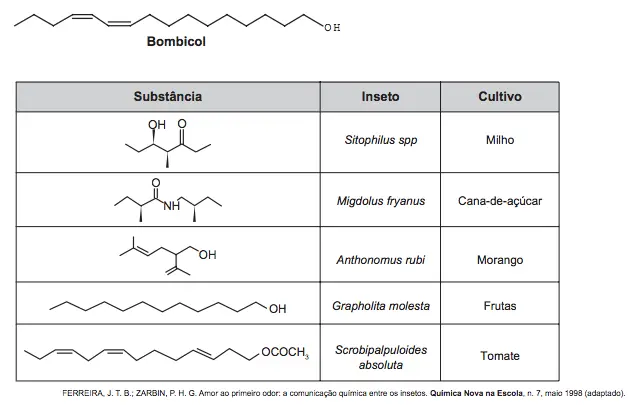 OH
Bombicol
Substância Inseto Cultivo
OH O
Sitophilus spp Milho
O
NH
Migdolus fryanus Cana-de-açúcar
OH
Anthonomus rubi Morango
OH Grapholita molesta Frutas
OCOCH3 Scrobipalpuloides
absoluta Tomate
FERREIRA, J. T. B.; ZARBIN, P. H. G. Amor ao primeiro odor: a comunicação química entre os insetos. Química Nova na Escola, n. 7, maio 1998 (adaptado).